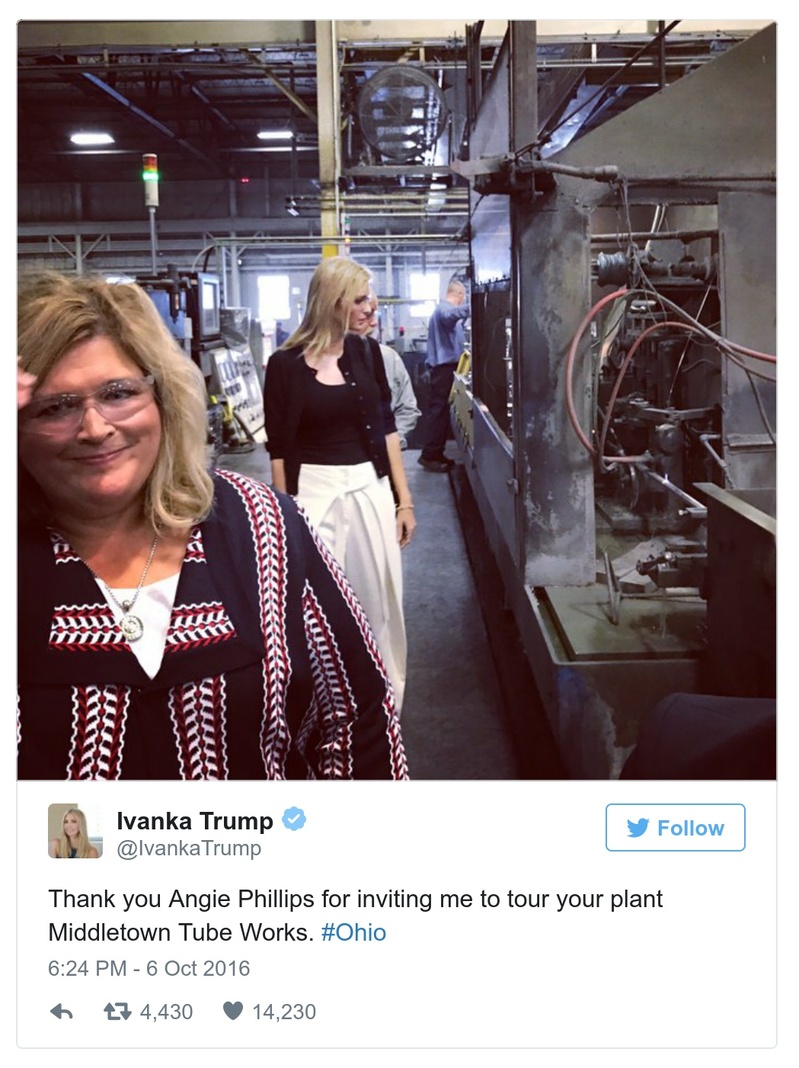 Ivanka Trump
@IvankaTrump
Follow
Thank you Angie Phillips for inviting me to tour your plant
Middletown Tube Works. #Ohio
6:24 PM - 6 Oct 2016
4,430
14,230